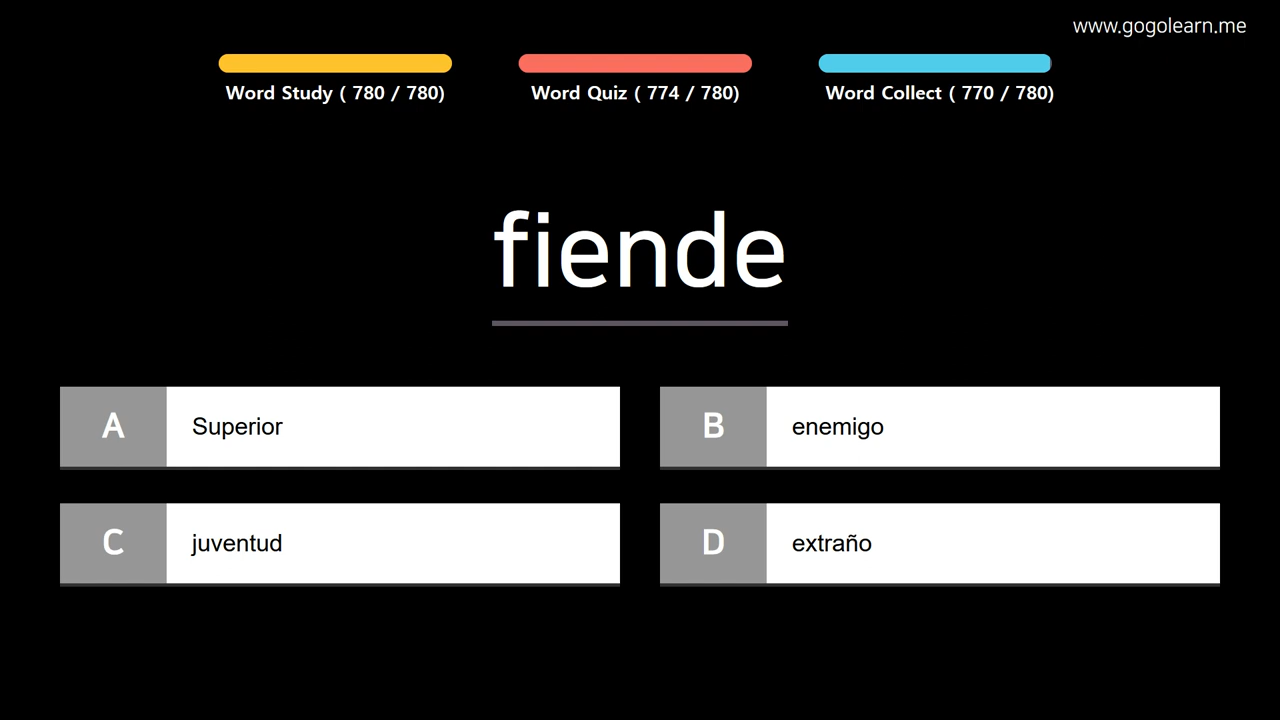 www.gogolearn.me
Word Study ( 780 / 780)
Word Quiz ( 774 / 780)
Word Collect ( 770 / 780)
fiende
A Superior
B enemigo
C juventud
D extraño